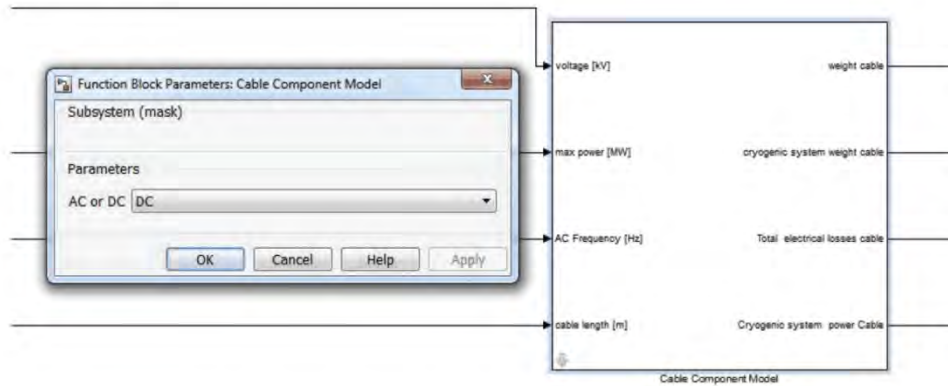 voltage [kV]
weight cable
Function Block Parameters: Cable Component Model
x
Subsystem (mask)
max power [MW]
cryogenic system weight cable
Parameters
AC or DC DC
AC Frequency [Hz]
Total electrical losses cable
OK Cancel Help Apply
cable length [m]
Cryogenic system power Cable
Cable Component Model